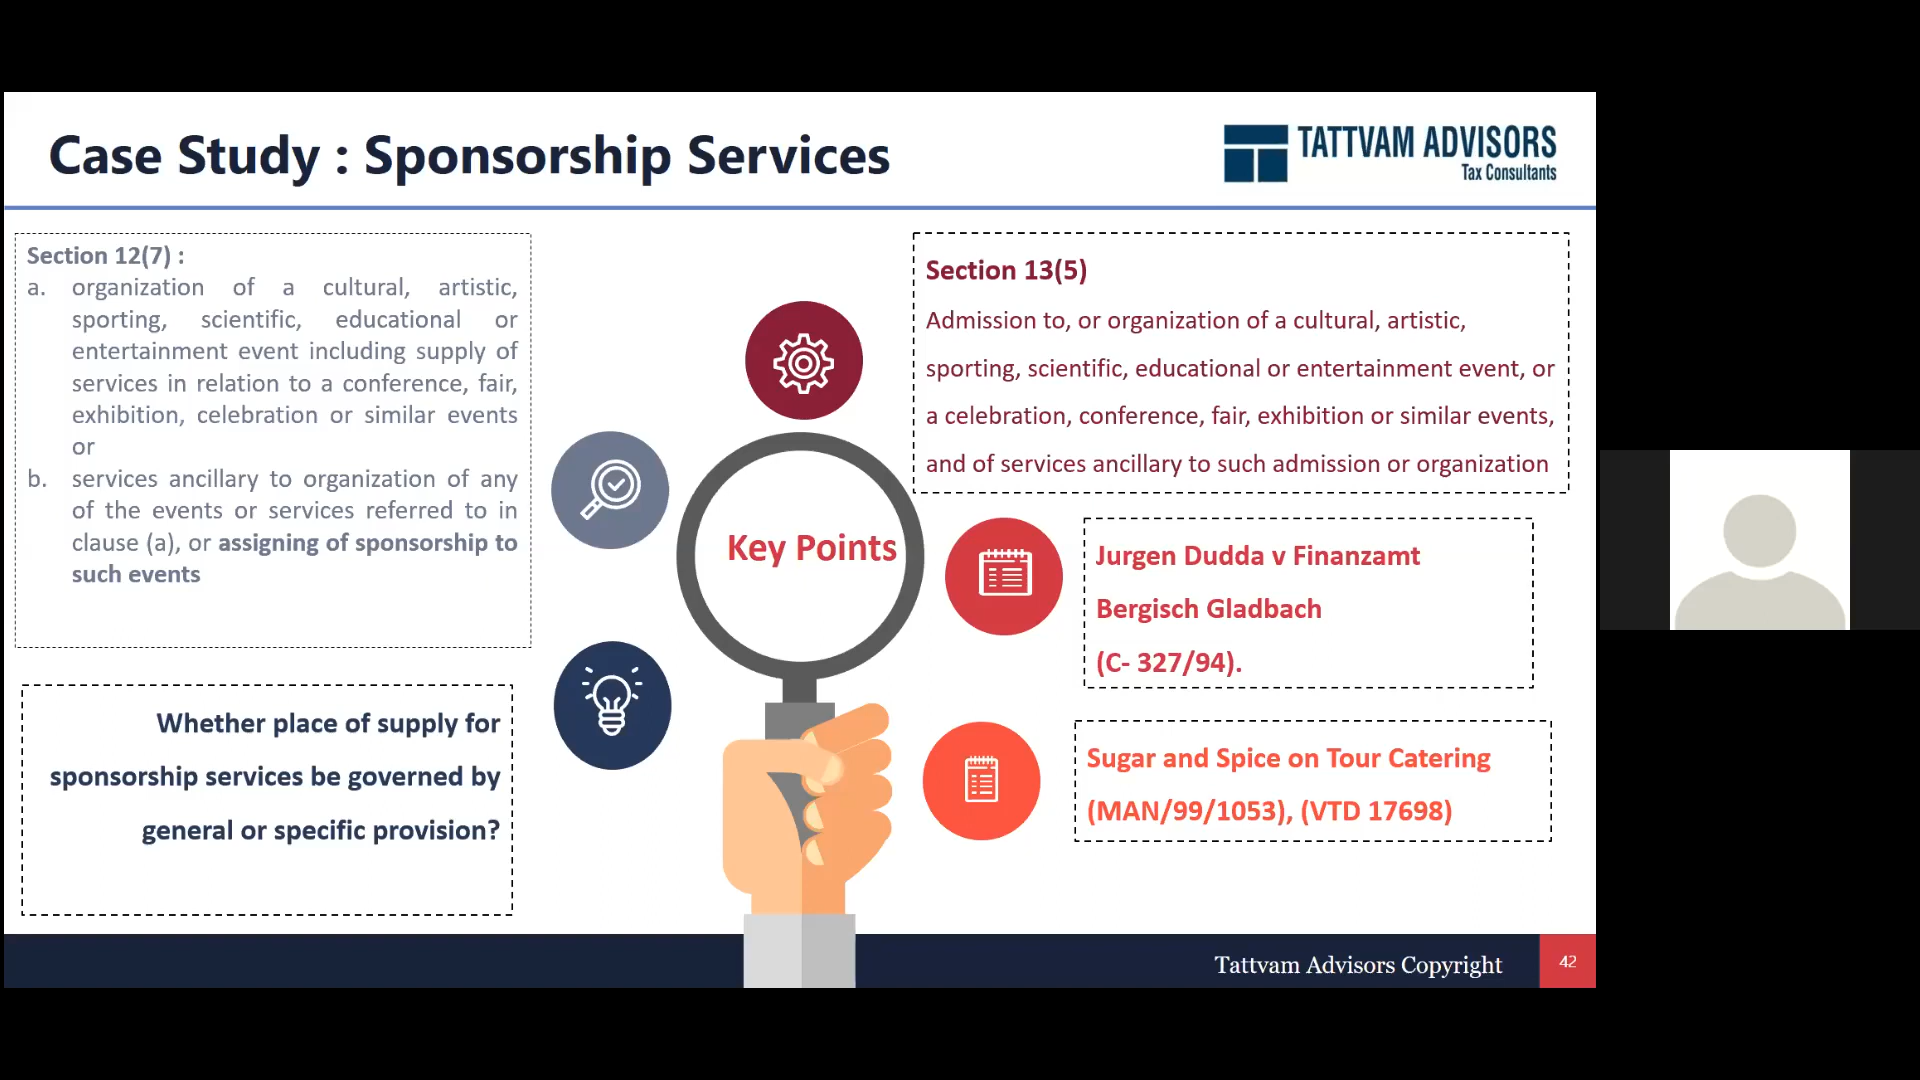 Case Study : Sponsorship Services
TATTVAM ADVISORS
Tax Consultants
Section 12(7) :
a. organization of a cultural, artistic,
sporting, scientific, educational or
entertainment event including supply of
services in relation to a conference, fair,
exhibition, celebration or similar events
or
b. services ancillary to organization of any
of the events or services referred to in
clause (a), or assigning of sponsorship to
such events
Whether place of supply for
sponsorship services be governed by
general or specific provision?
Key Points
Section 13(5)
Admission to, or organization of a cultural, artistic,
sporting, scientific, educational or entertainment event, or
a celebration, conference, fair, exhibition or similar events,
and of services ancillary to such admission or organization
Jurgen Dudda v Finanzamt
Bergisch Gladbach
(C- 327/94).
Sugar and Spice on Tour Catering
(MAN/99/1053), (VTD 17698)
Tattvam Advisors Copyright
42